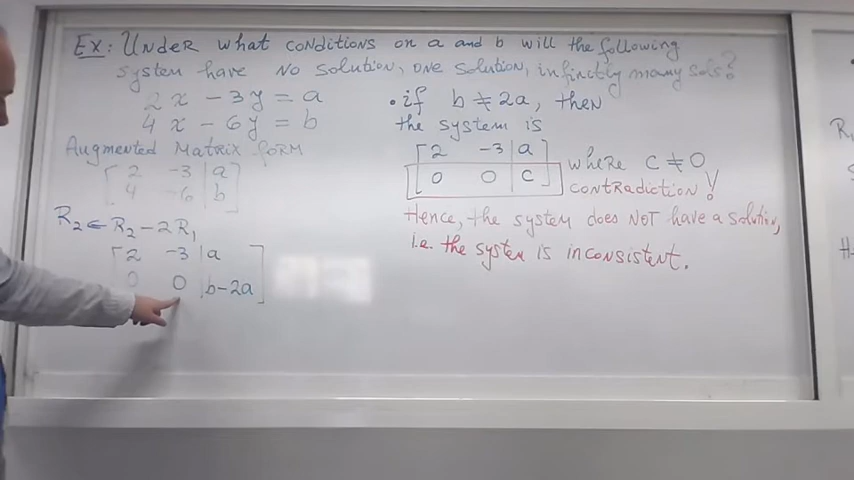 Ex: Under what conditions on a and b will the following
system have no solution, one solution, infinitely many sols?
2x - 3y = a
4x - 6y = b
Augmented Matrix form
[ 2 -3 | a ]
[ 4 -6 | b ]
R₂ ← R₂ - 2R₁
[ 2 -3 | a ]
[ 0 0 | b-2a ]
• if b ≠ 2a, then
the system is
[ 2 -3 | a ]
[ 0 0 | c ] where c ≠ 0
contradiction!
Hence, the system does NOT have a solution,
i.e. the system is inconsistent.
R₁
H